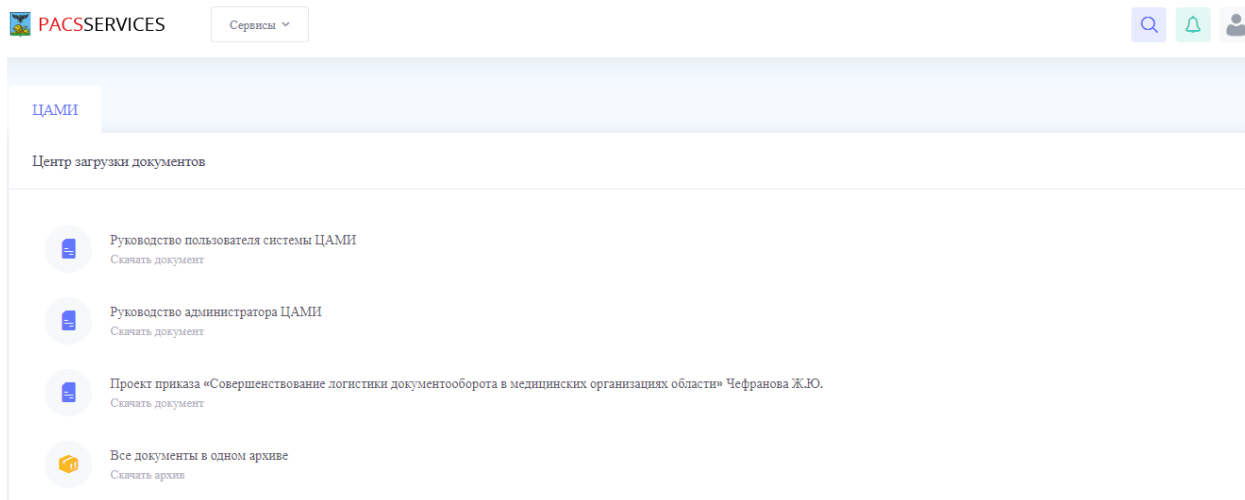 PACSSERVICES
Сервисы
ЦАМИ
Центр загрузки документов
Руководство пользователя системы ЦАМИ
Скачать документ
Руководство администратора ЦАМИ
Скачать документ
Проект приказа «Совершенствование логистики документооборота в медицинских организациях области» Чефранова Ж.Ю.
Скачать документ
Все документы в одном архиве
Скачать архив